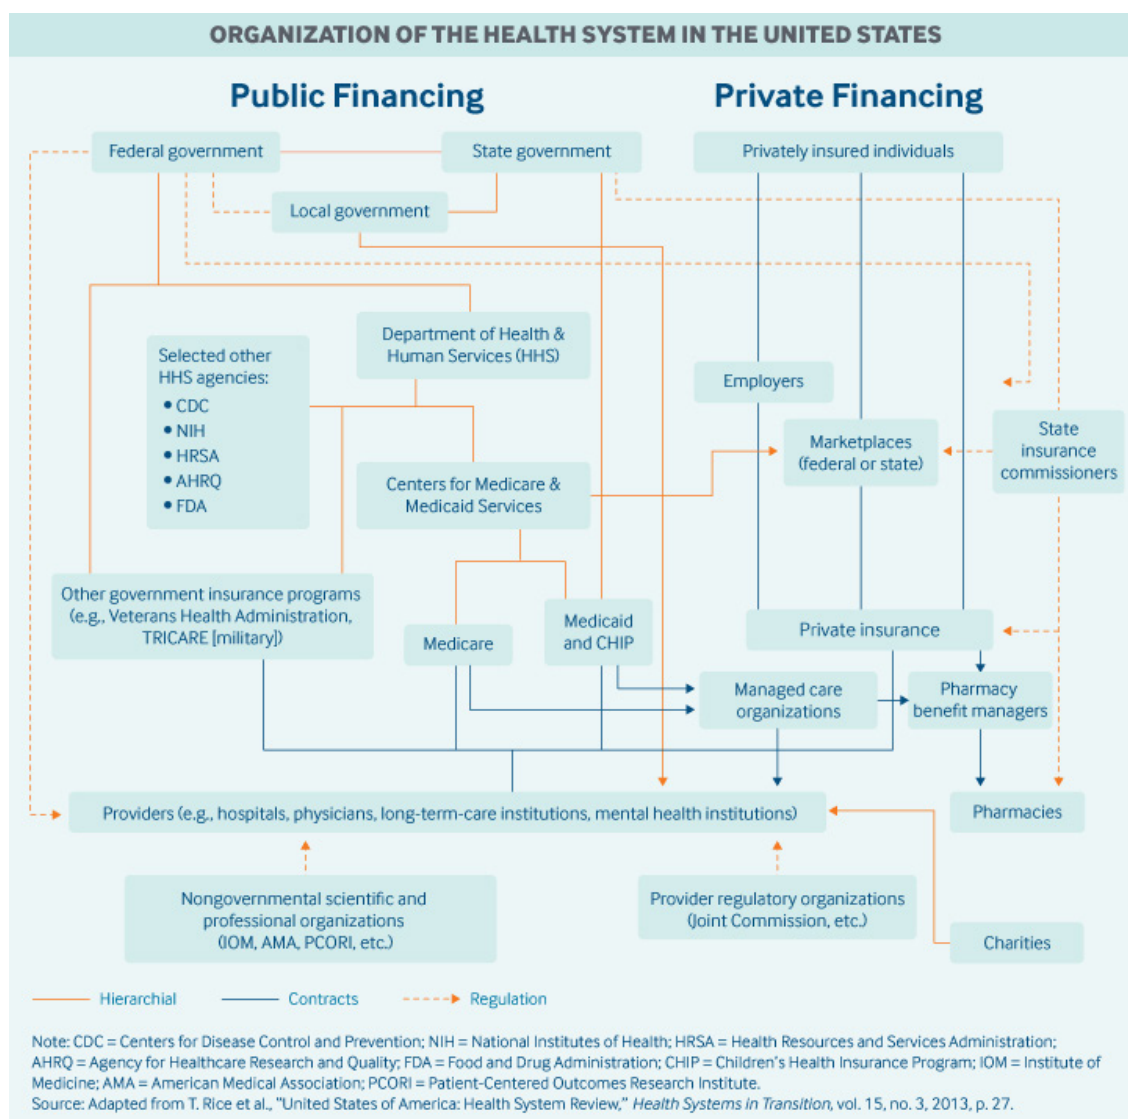 ORGANIZATION OF THE HEALTH SYSTEM IN THE UNITED STATES
Public Financing
Private Financing
Federal government
State government
Privately insured individuals
Local government
Department of Health &
Human Services (HHS)
Selected other
HHS agencies:
• CDC
• NIH
• HRSA
• AHRQ
• FDA
Employers
Marketplaces
(federal or state)
State
insurance
commissioners
Centers for Medicare &
Medicaid Services
Other government insurance programs
(e.g., Veterans Health Administration,
TRICARE [military])
Medicare
Medicaid
and CHIP
Private insurance
Managed care
organizations
Pharmacy
benefit managers
Providers (e.g., hospitals, physicians, long-term-care institutions, mental health institutions)
Pharmacies
Nongovernmental scientific and
professional organizations
(IOM, AMA, PCORI, etc.)
Provider regulatory organizations
(Joint Commission, etc.)
Charities
Hierarchial
Contracts
Regulation
Note: CDC = Centers for Disease Control and Prevention; NIH = National Institutes of Health; HRSA = Health Resources and Services Administration;
AHRQ = Agency for Healthcare Research and Quality; FDA = Food and Drug Administration; CHIP = Children's Health Insurance Program; IOM = Institute of
Medicine; AMA = American Medical Association; PCORI = Patient-Centered Outcomes Research Institute.
Source: Adapted from T. Rice et al., "United States of America: Health System Review," Health Systems in Transition, vol. 15, no. 3, 2013, p. 27.